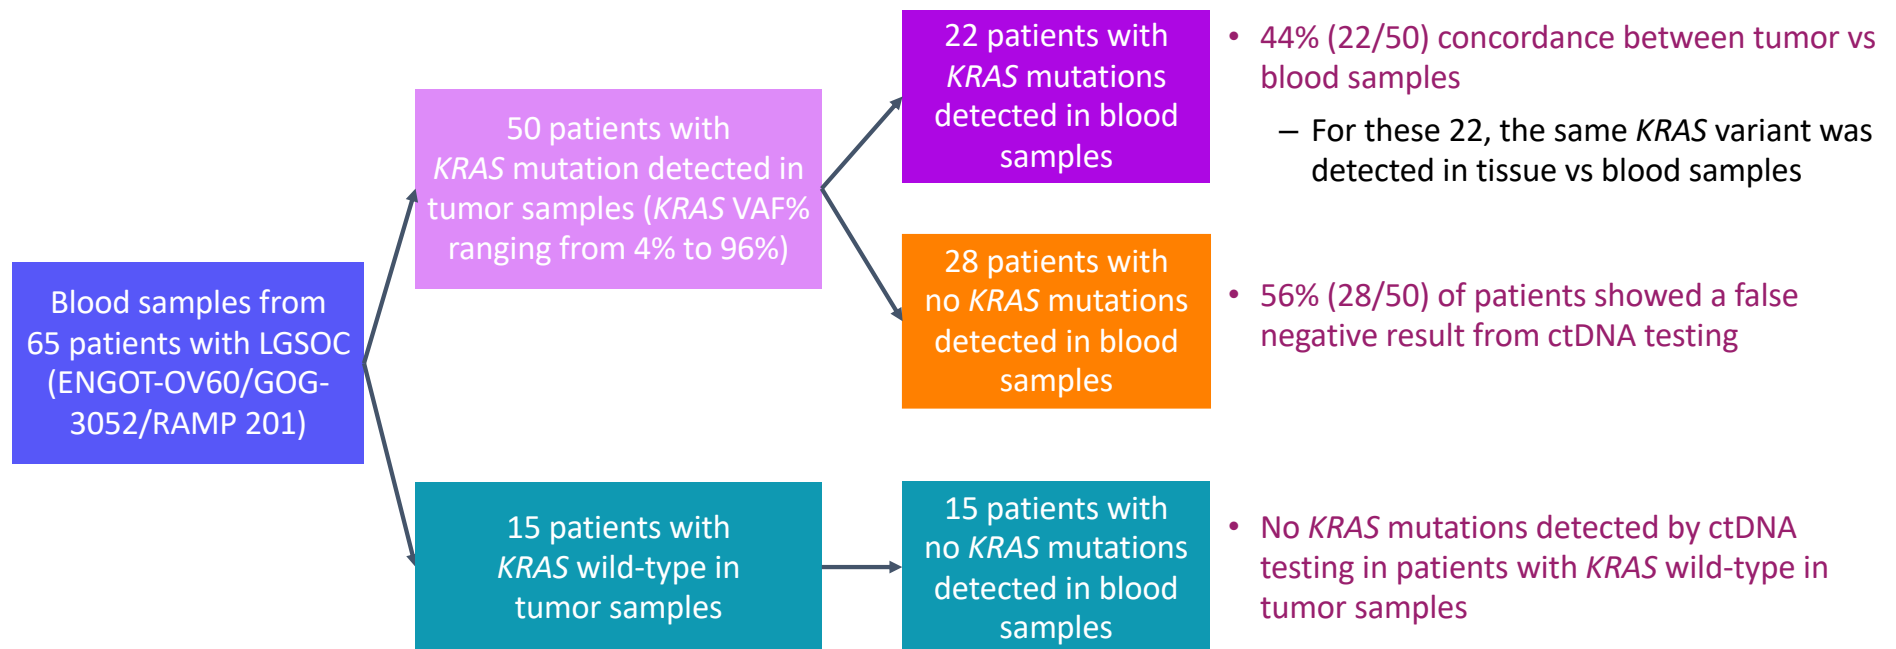 Blood samples from
65 patients with LGSOC
(ENGOT-OV60/GOG-
3052/RAMP 201)
50 patients with
KRAS mutation detected in
tumor samples (KRAS VAF%
ranging from 4% to 96%)
15 patients with
KRAS wild-type in
tumor samples
22 patients with
KRAS mutations
detected in blood
samples
28 patients with
no KRAS mutations
detected in blood
samples
15 patients with
no KRAS mutations
detected in blood
samples
• 44% (22/50) concordance between tumor vs
blood samples
– For these 22, the same KRAS variant was
detected in tissue vs blood samples
• 56% (28/50) of patients showed a false
negative result from ctDNA testing
• No KRAS mutations detected by ctDNA
testing in patients with KRAS wild-type in
tumor samples